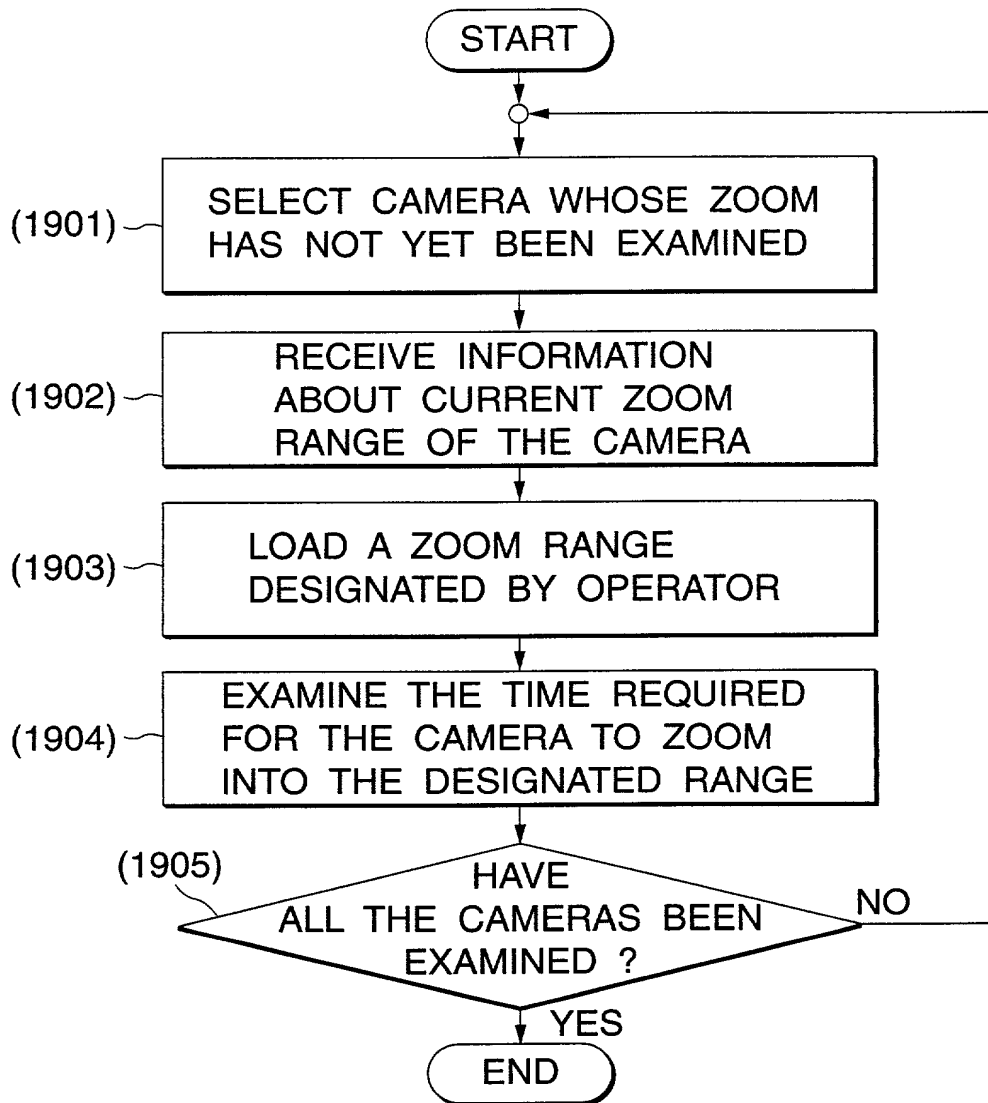 START
(1901)
SELECT CAMERA WHOSE ZOOM
HAS NOT YET BEEN EXAMINED
(1902)
RECEIVE INFORMATION
ABOUT CURRENT ZOOM
RANGE OF THE CAMERA
(1903)
LOAD A ZOOM RANGE
DESIGNATED BY OPERATOR
(1904)
EXAMINE THE TIME REQUIRED
FOR THE CAMERA TO ZOOM
INTO THE DESIGNATED RANGE
(1905)
HAVE
ALL THE CAMERAS BEEN
EXAMINED ?
NO
YES
END